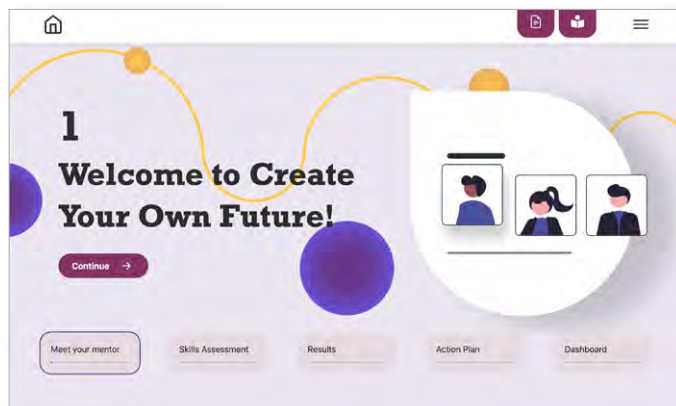 1
Welcome to Create
Your Own Future!
Continue →
Meet your mentor
Skills Assessment
Results
Action Plan
Dashboard